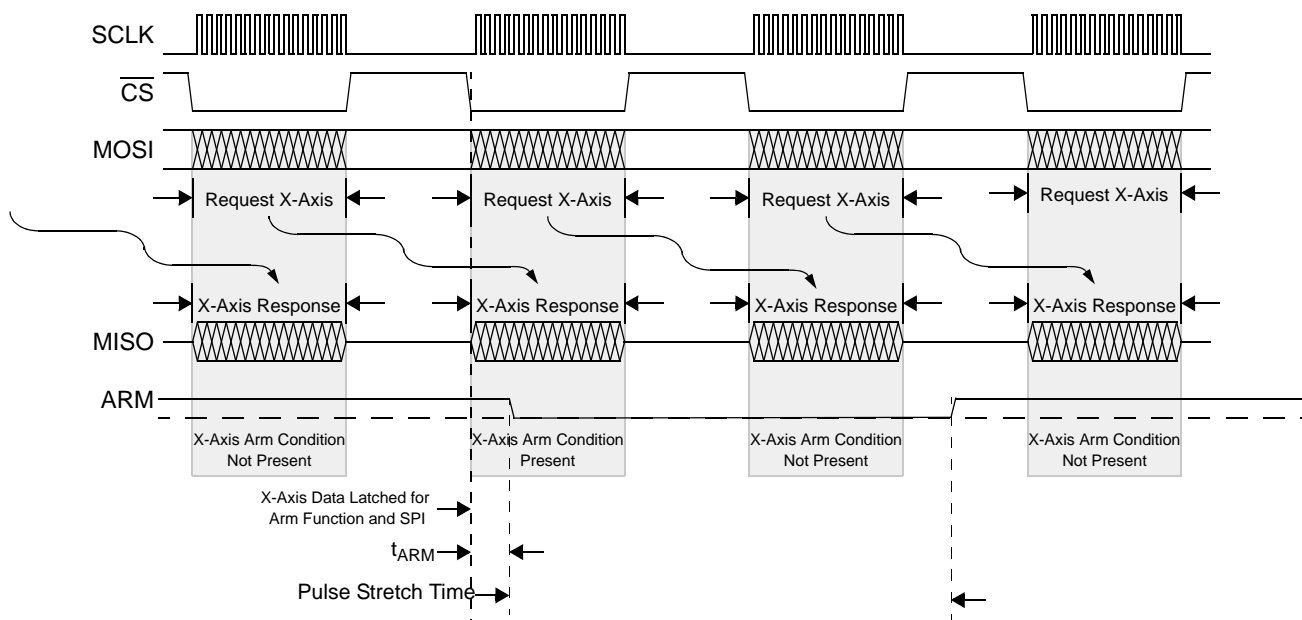 SCLK
CS
MOSI
Request X-Axis
Request X-Axis
Request X-Axis
Request X-Axis
X-Axis Response
X-Axis Response
X-Axis Response
X-Axis Response
MISO
ARM
X-Axis Arm Condition
Not Present
X-Axis Arm Condition
Present
X-Axis Arm Condition
Not Present
X-Axis Arm Condition
Not Present
X-Axis Data Latched for
Arm Function and SPI
tARM
Pulse Stretch Time